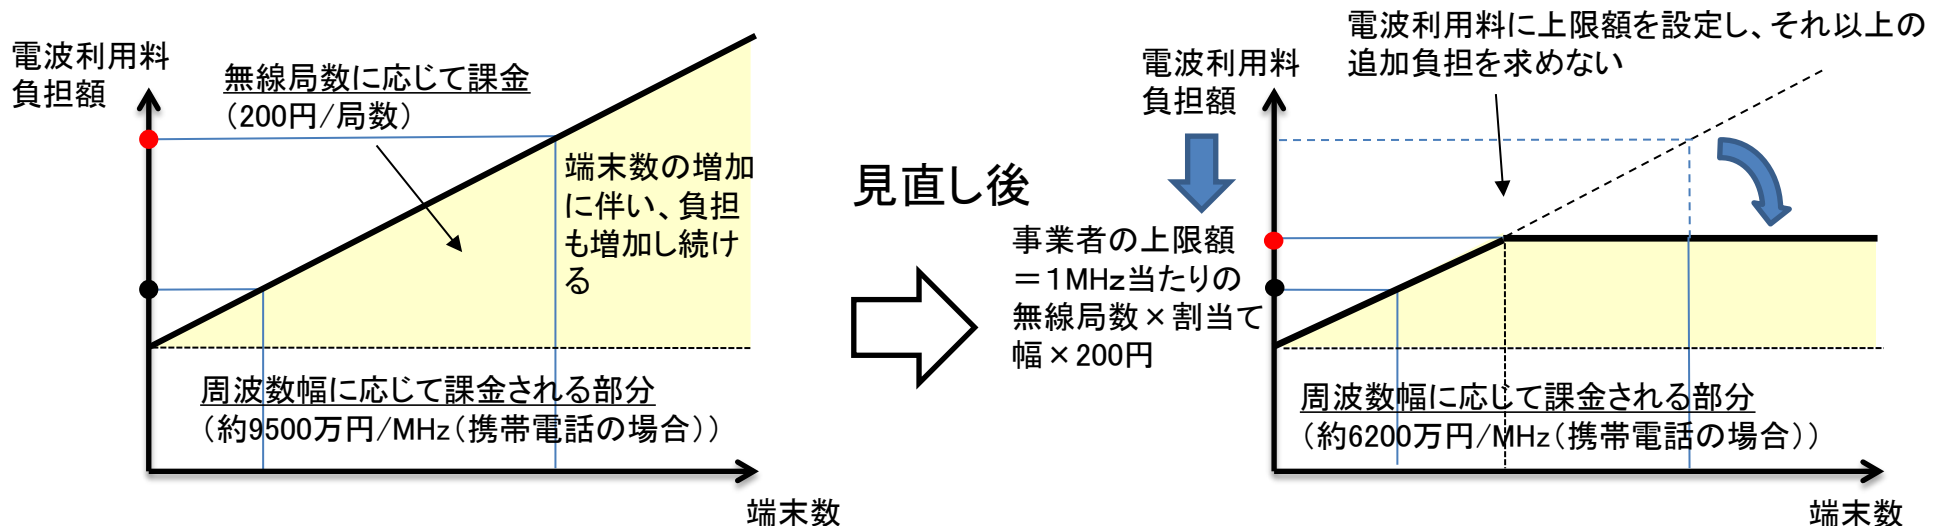 電波利用料
負担額
無線局数に応じて課金
（200円/局数）
端末数の増加
に伴い、負担
も増加し続け
る
周波数幅に応じて課金される部分
（約9500万円/MHz（携帯電話の場合））
端末数
見直し後
電波利用料に上限額を設定し、それ以上の
追加負担を求めない
電波利用料
負担額
事業者の上限額
＝１MHz当たりの
無線局数×割当て
幅×200円
周波数幅に応じて課金される部分
（約6200万円/MHz（携帯電話の場合））
端末数